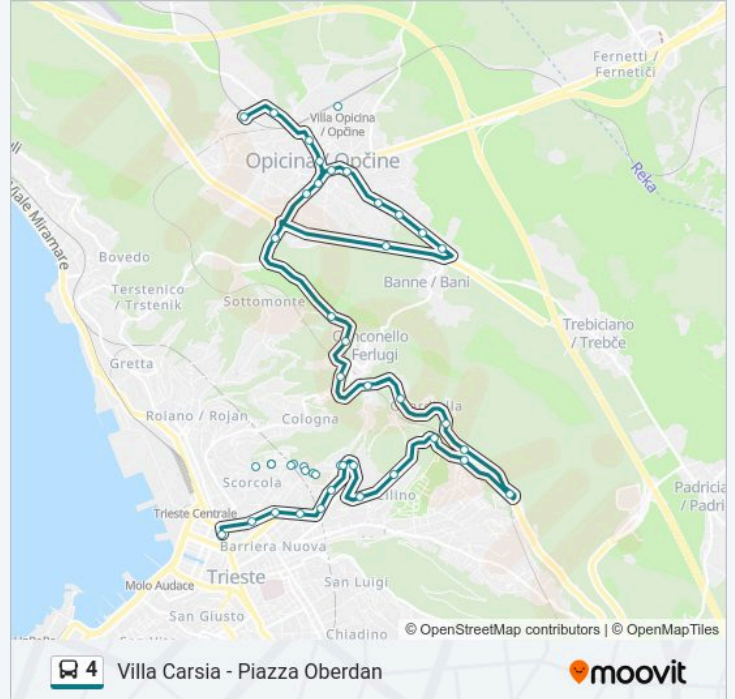 Fernetti /
Fernetiči
Villa Opicina
/ Opčine
Opicina / Opčine
Reka
Viale Miramare
Bovedo
Banne / Bani
Terstenico
/ Trstenik
Sottomonte
Trebiciano
/ Trebče
Conconello
Ferlugi
Gretta
Roiano / Rojan
Cologna
Scorcola
Padricia
/ Padri
Trieste Centrale
Barriera Nuova
Trieste
Molo Audace
San Luigi
San Giusto
Chiadino
© OpenStreetMap contributors | © OpenMapTiles
4 Villa Carsia - Piazza Oberdan
moovit